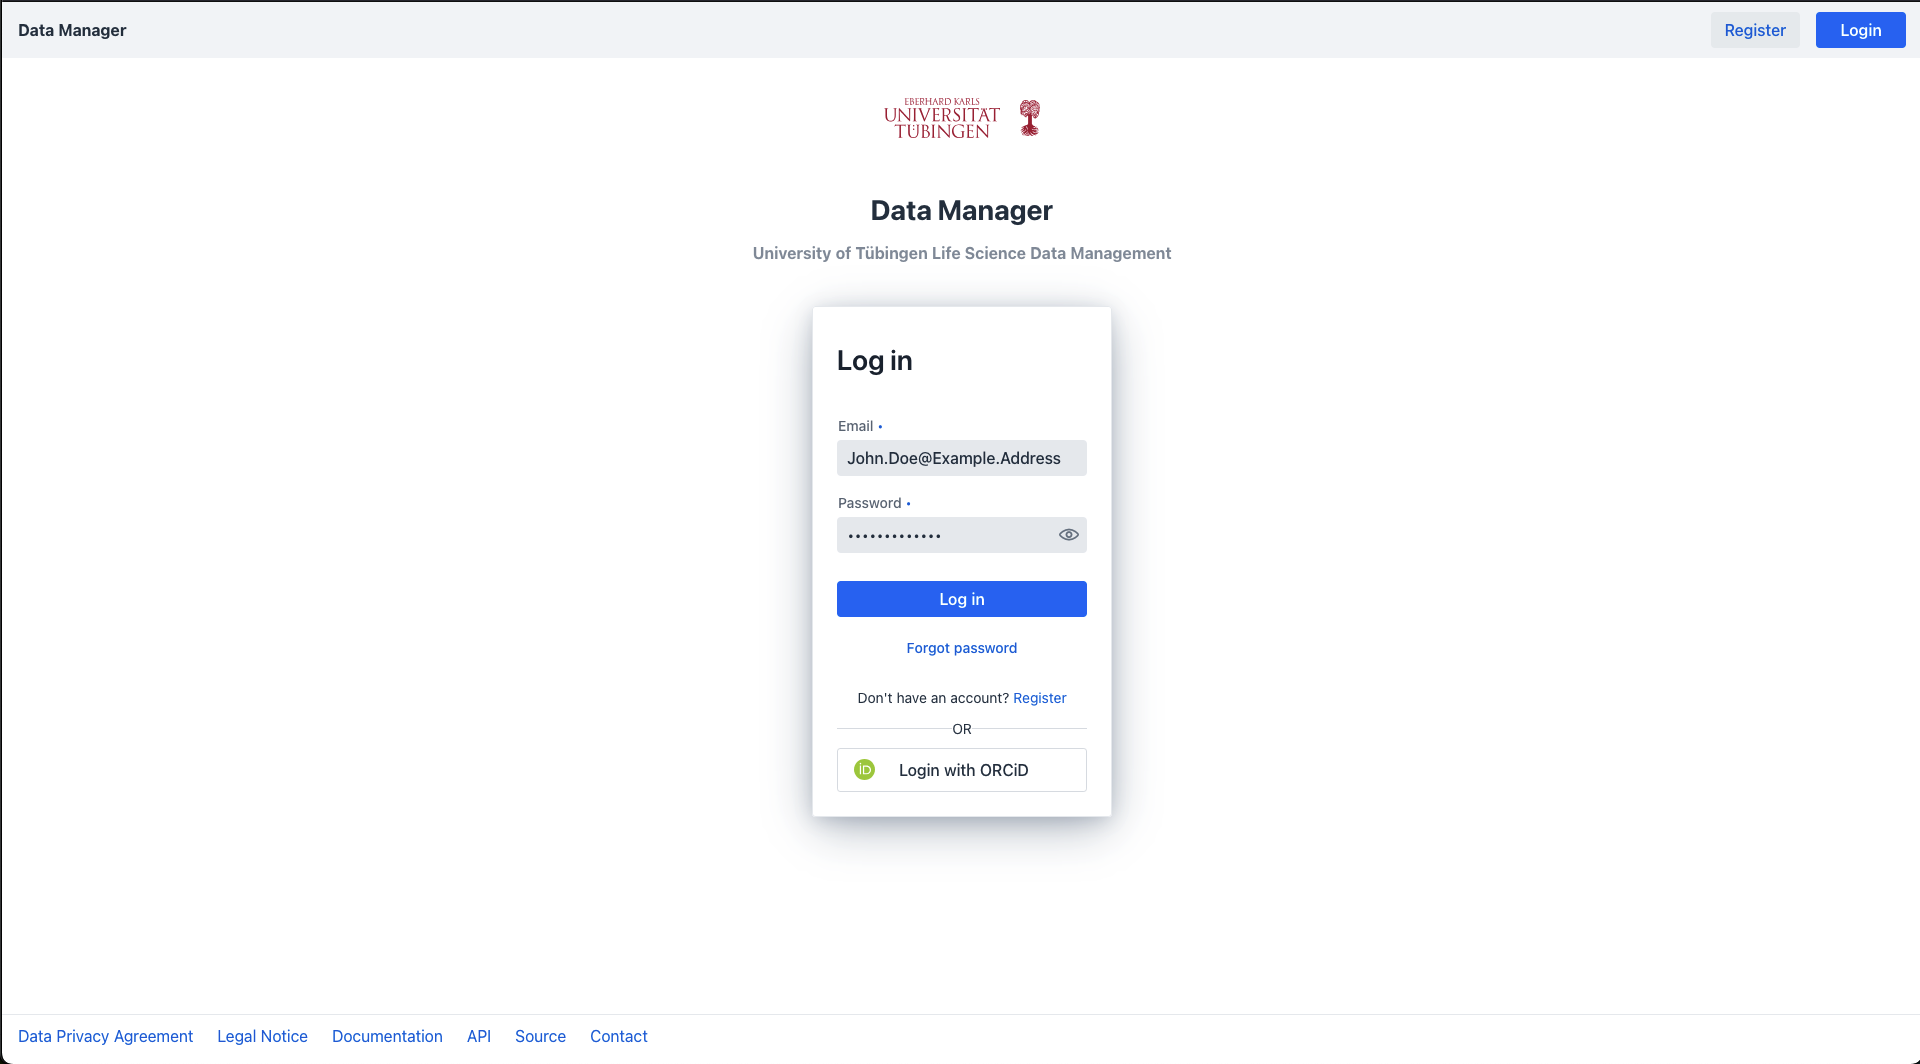 Data Manager
Register
Login
EBERHARD KARLS
UNIVERSITÄT
TÜBINGEN
Data Manager
University of Tübingen Life Science Data Management
Log in
Email •
John.Doe@Example.Address
Password •
•••••••••••••
Log in
Forgot password
Don't have an account? Register
OR
iD
Login with ORCiD
Data Privacy Agreement
Legal Notice
Documentation
API
Source
Contact